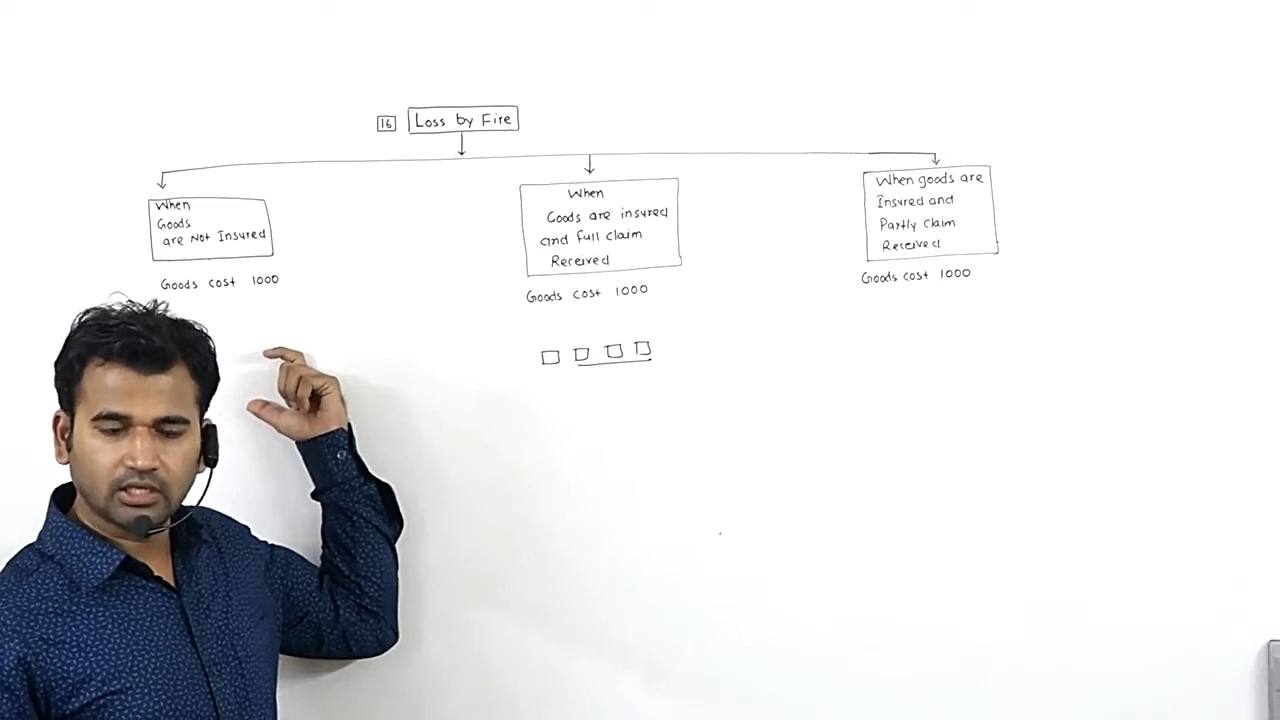 16 Loss by Fire
When
Goods
are Not Insured
Goods cost 1000
When
Goods are insured
and full claim
Received
Goods cost 1000
When goods are
Insured and
Partly claim
Received
Goods cost 1000